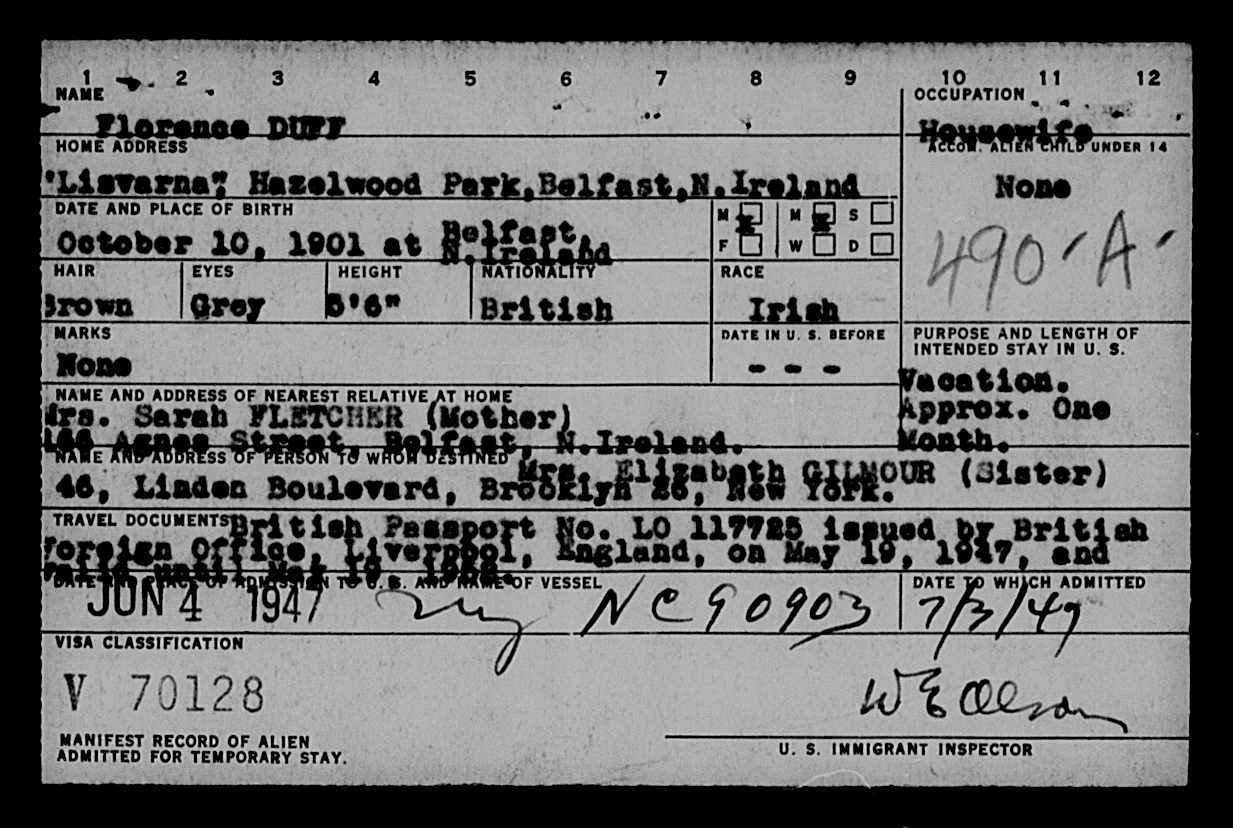 1 2 3 4 5 6 7 8 9 10 11 12
NAME
Florence DUFF
OCCUPATION
Housewife
HOME ADDRESS
"Lisvarna", Hazelwood Park, Belfast, N. Ireland
ACCOM. ALIEN CHILD UNDER 14
None
DATE AND PLACE OF BIRTH
October 10, 1901 at Belfast, N. Ireland
M x M x S
F W D
490 'A'
HAIR EYES HEIGHT NATIONALITY RACE
Brown Grey 5'6" British Irish
MARKS
None
DATE IN U. S. BEFORE
- - -
PURPOSE AND LENGTH OF
INTENDED STAY IN U. S.
Vacation.
Approx. One
Month.
NAME AND ADDRESS OF NEAREST RELATIVE AT HOME
Mrs. Sarah FLETCHER (Mother)
Agnes Street, Belfast, N. Ireland.
NAME AND ADDRESS OF PERSON TO WHOM DESTINED
Mrs. Elizabeth GILMOUR (Sister)
46, Linden Boulevard, Brooklyn 26, New York.
TRAVEL DOCUMENTS
British Passport No. LO 117725 issued by British
Foreign Office, Liverpool, England, on May 19, 1947, and
valid until May 19,
DATE AND PLACE OF ADMISSION TO U. S. AND NAME OF VESSEL
JUN 4 1947 NY NC90903
DATE TO WHICH ADMITTED
7/3/47
VISA CLASSIFICATION
V 70128
W E Olson
MANIFEST RECORD OF ALIEN
ADMITTED FOR TEMPORARY STAY.
U. S. IMMIGRANT INSPECTOR